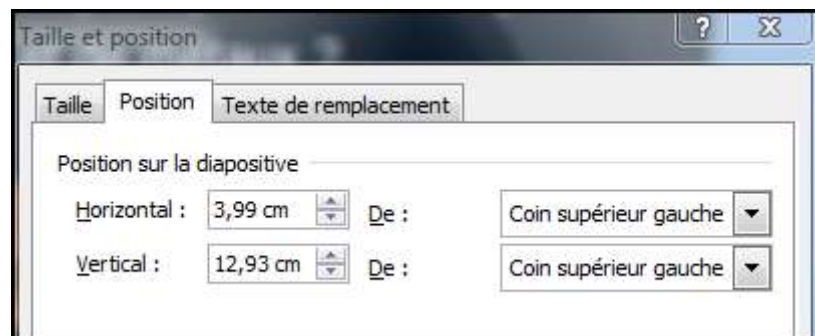 Taille et position
?
Taille Position Texte de remplacement
Position sur la diapositive
Horizontal : 3,99 cm De : Coin supérieur gauche
Vertical : 12,93 cm De : Coin supérieur gauche